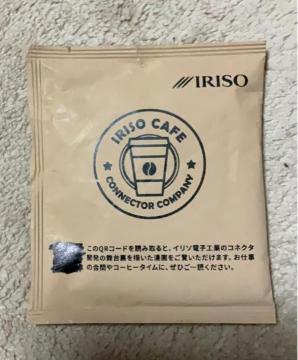 IRISO
IRISO CAFE
CONNECTOR COMPANY
このQRコードを読み取ると、イリソ電子工業のコネクタ
開発の舞台裏を描いた漫画をご覧いただけます。お仕事
の合間やコーヒータイムに、ぜひご一読ください。